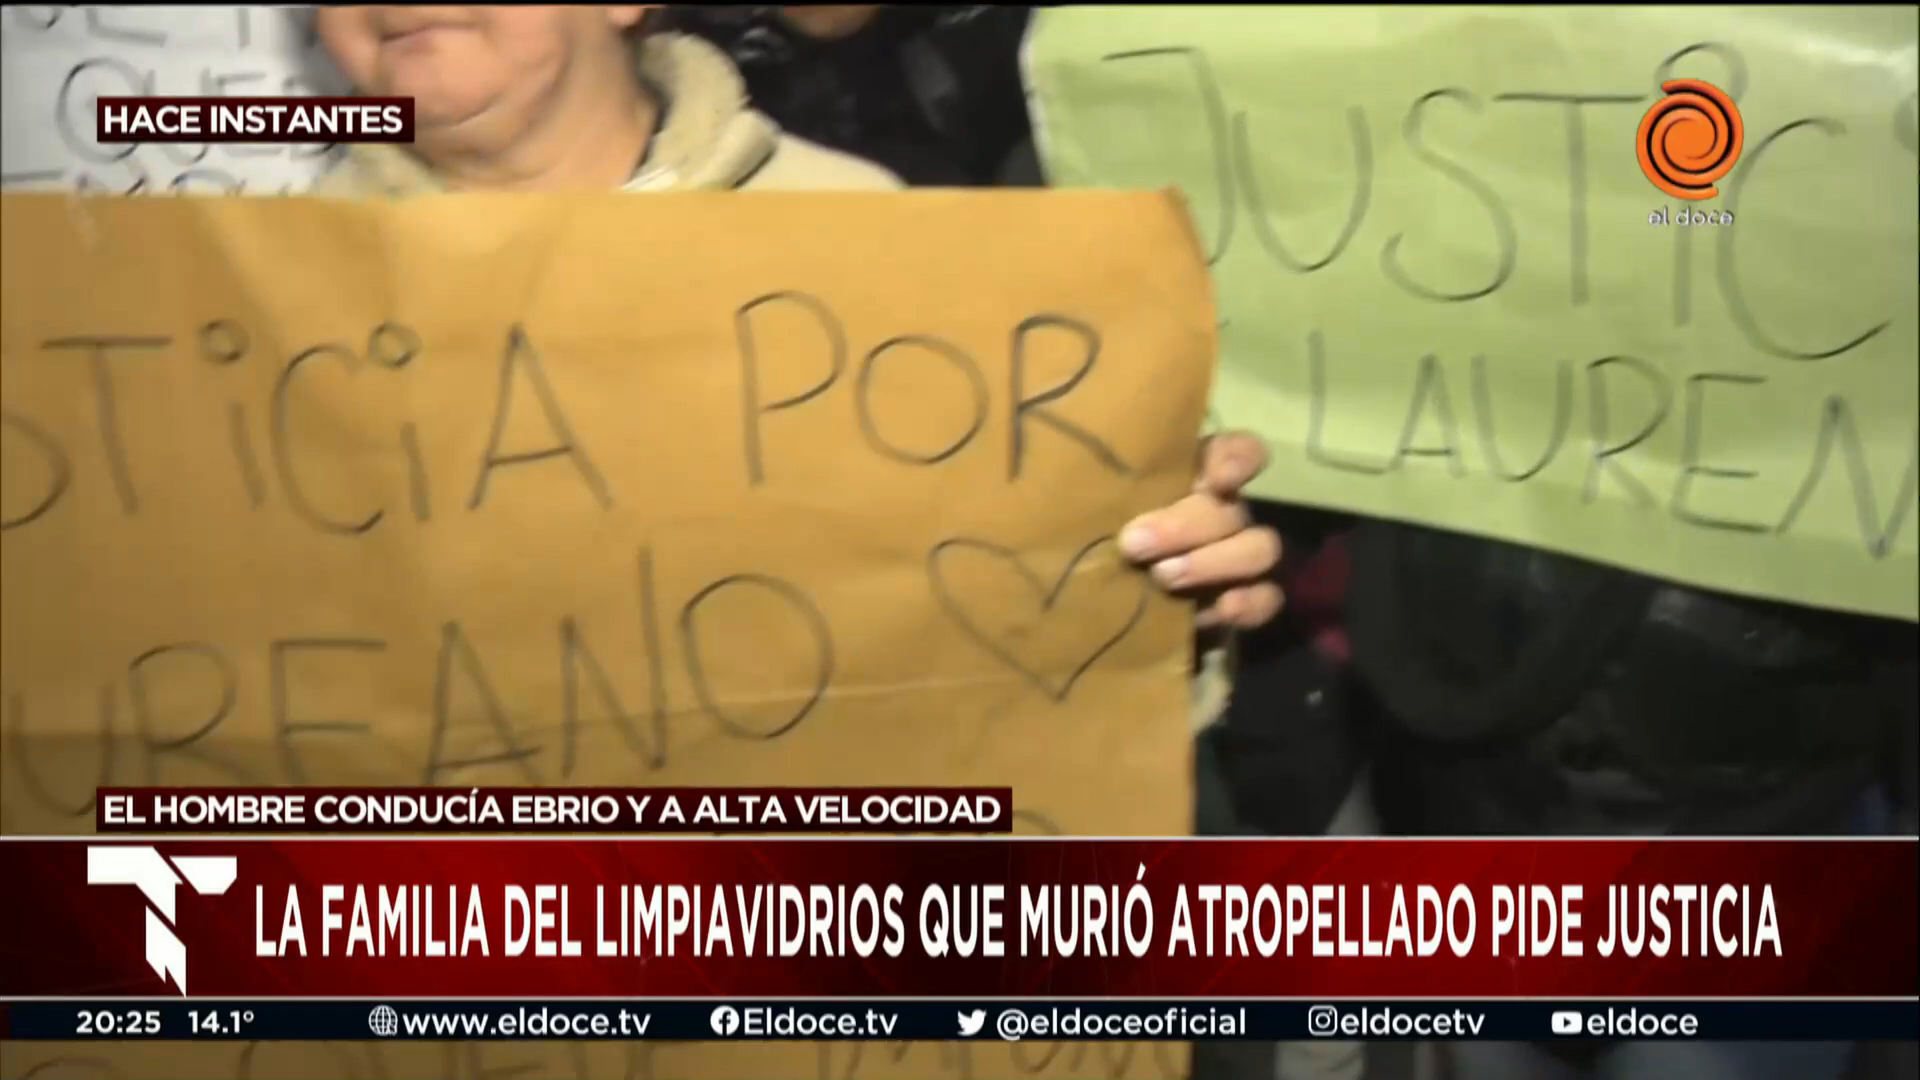 HACE INSTANTES
el doce
JUSTiC
LAUREN
STiCiA POR
UREANO
EL HOMBRE CONDUCÍA EBRIO Y A ALTA VELOCIDAD
LA FAMILIA DEL LIMPIAVIDRIOS QUE MURIÓ ATROPELLADO PIDE JUSTICIA
20:25 14.1° www.eldoce.tv Eldoce.tv @eldoceoficial eldocetv eldoce